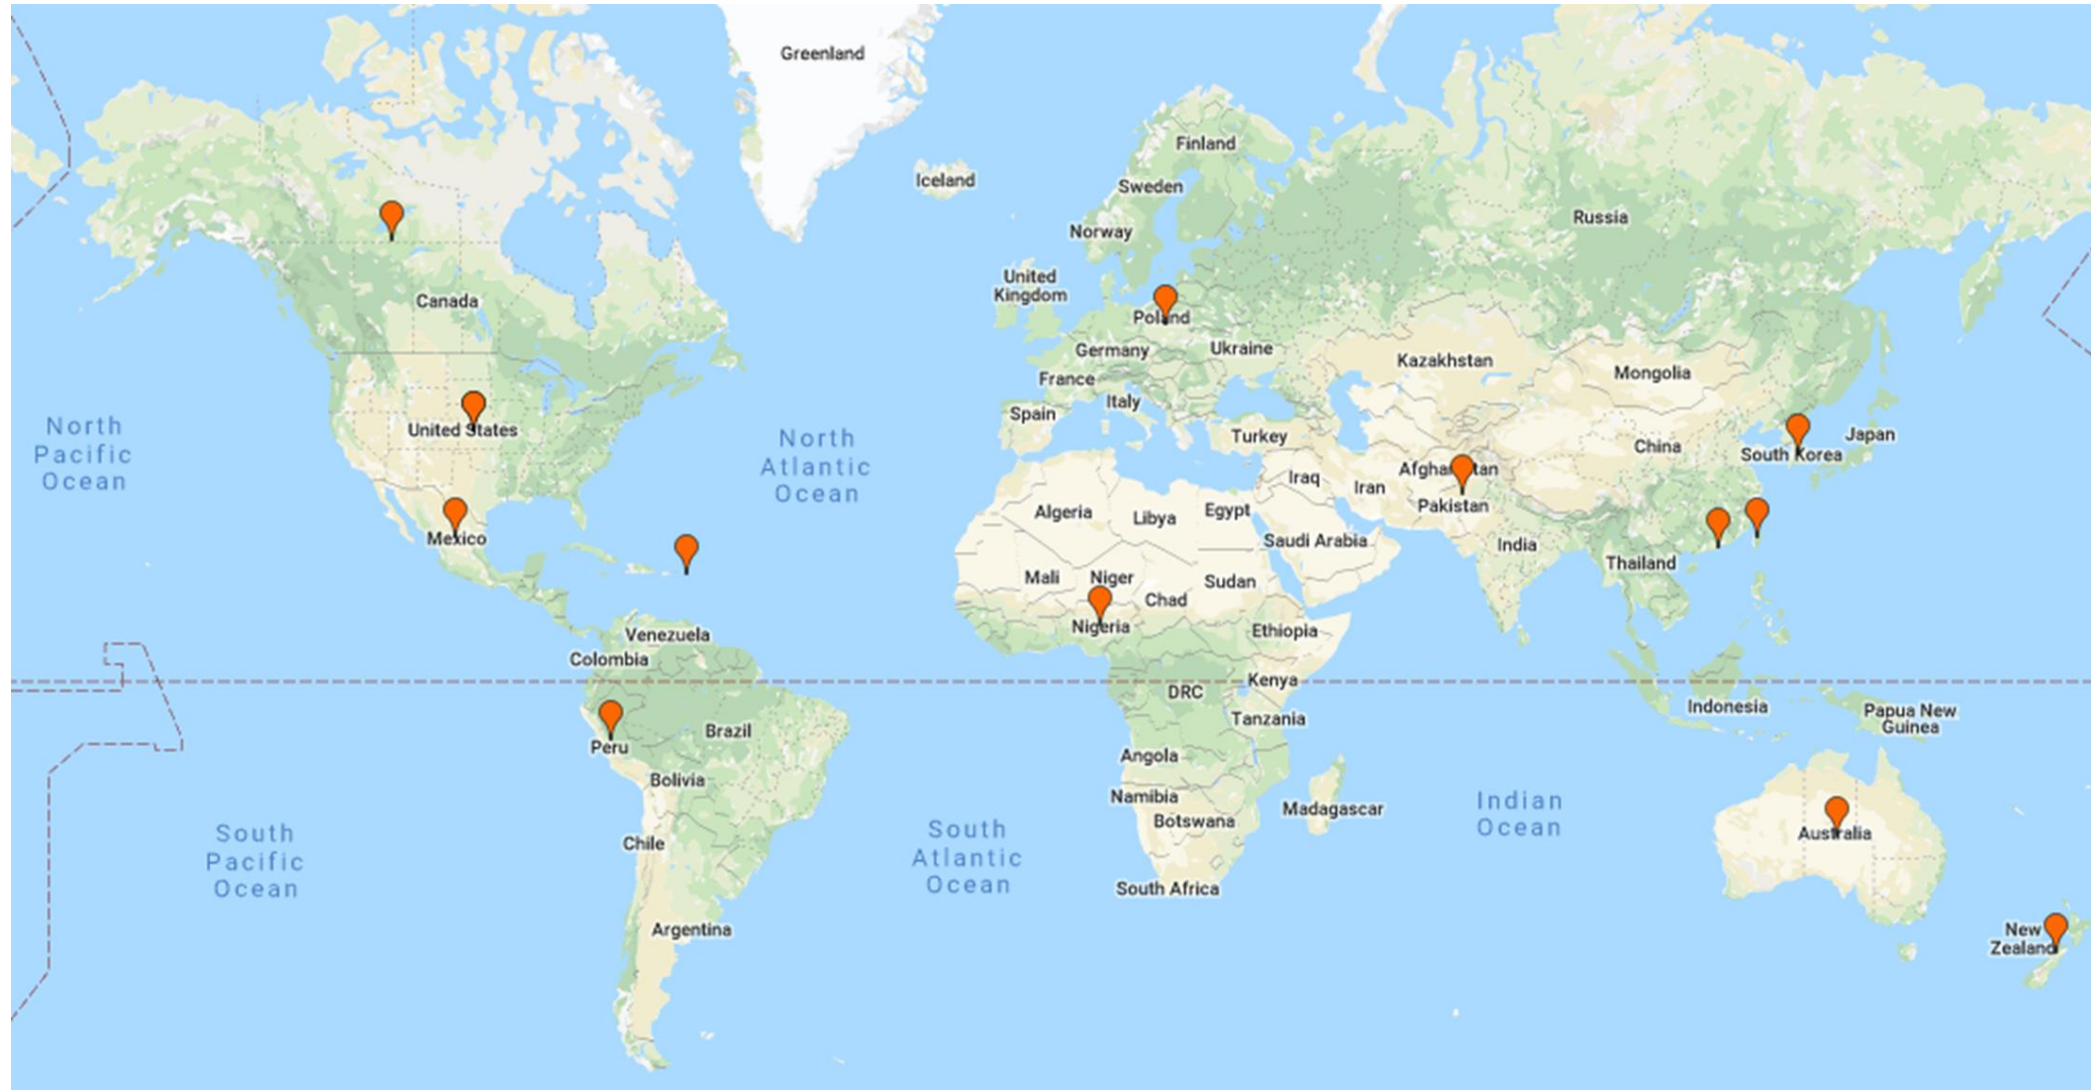 Greenland
Finland
Iceland
Sweden
Russia
Norway
United
Kingdom
Canada
Poland
Germany
Ukraine
Kazakhstan
Mongolia
France
Italy
Spain
United States
North
Pacific
Ocean
North
Atlantic
Ocean
Turkey
China
Japan
South Korea
Afghanistan
Iraq
Iran
Pakistan
Algeria
Libya
Egypt
Mexico
Saudi Arabia
India
Thailand
Mali
Niger
Sudan
Chad
Nigeria
Ethiopia
Venezuela
Colombia
Kenya
DRC
Indonesia
Papua New
Guinea
Tanzania
Brazil
Peru
Angola
Bolivia
Namibia
Madagascar
Indian
Ocean
Botswana
Australia
South
Pacific
Ocean
Chile
South
Atlantic
Ocean
South Africa
Argentina
New
Zealand